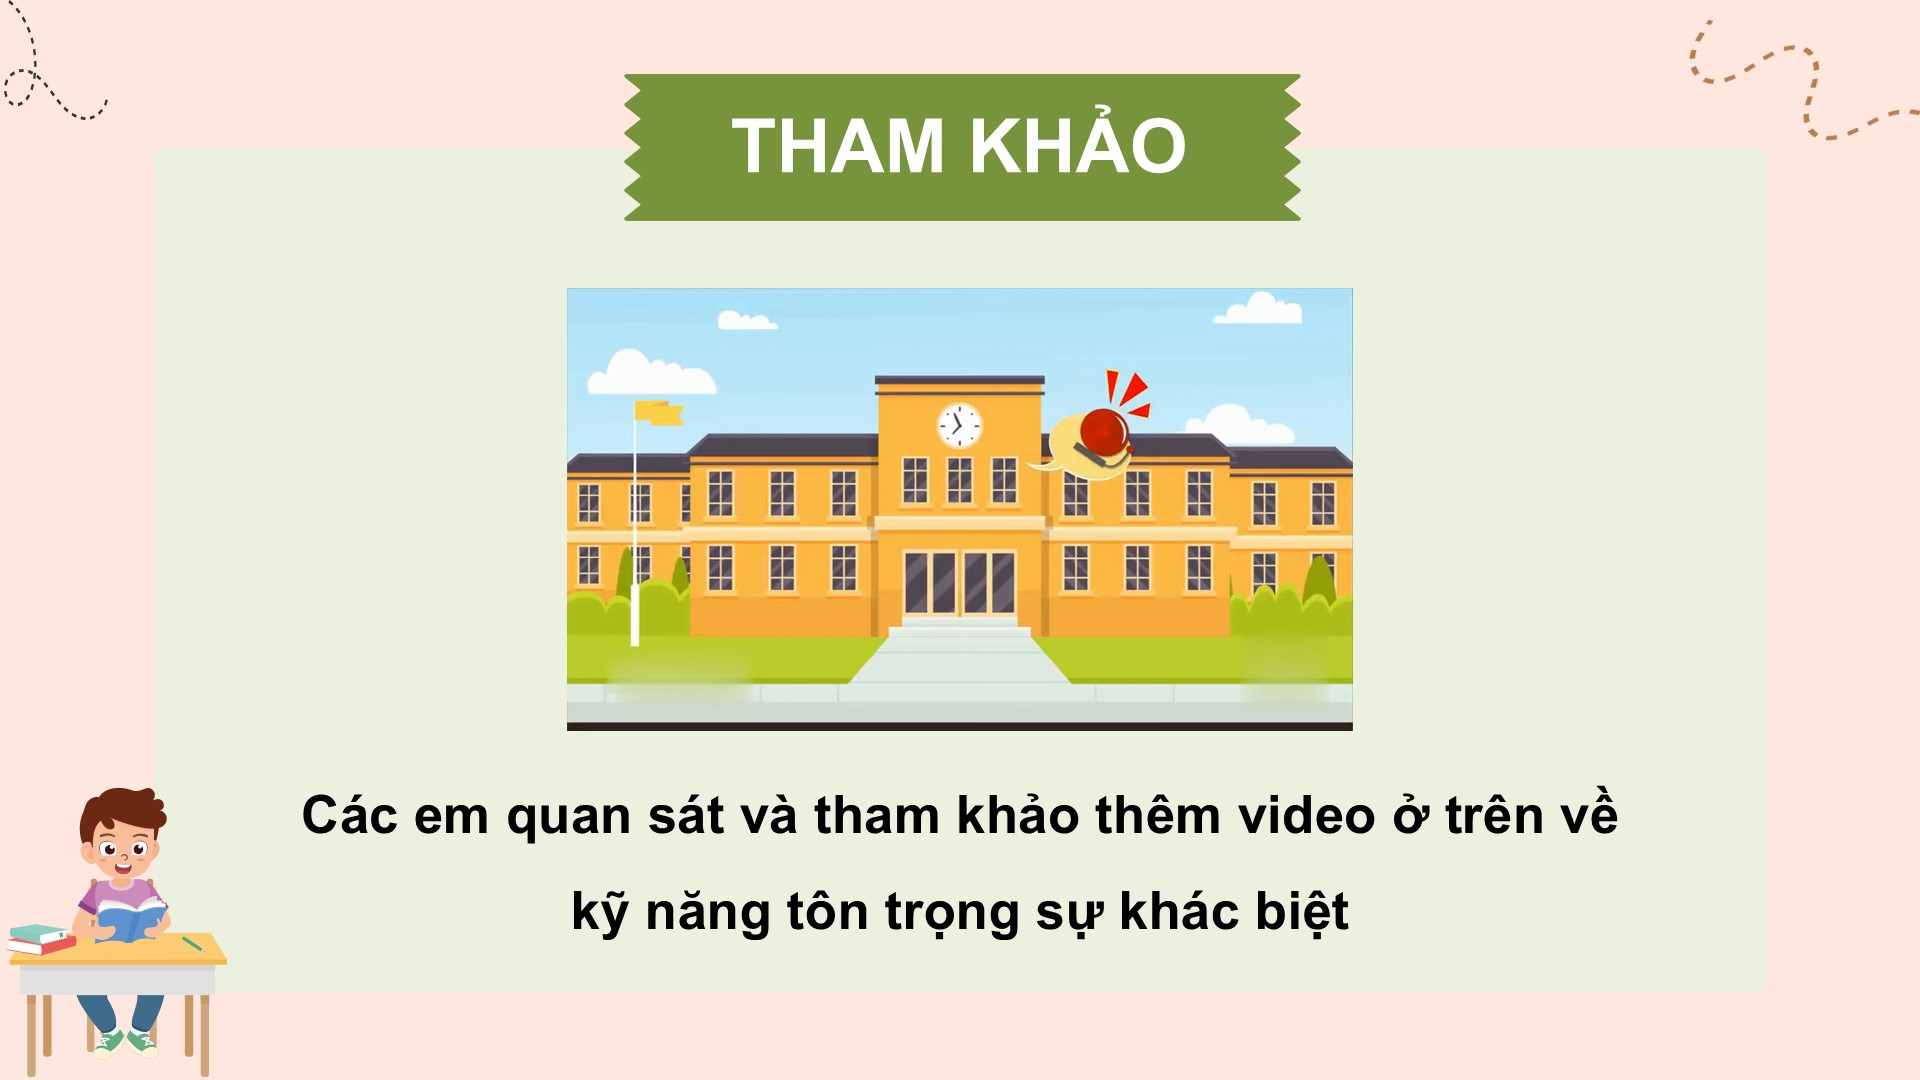 THAM KHẢO
Các em quan sát và tham khảo thêm video ở trên về
kỹ năng tôn trọng sự khác biệt